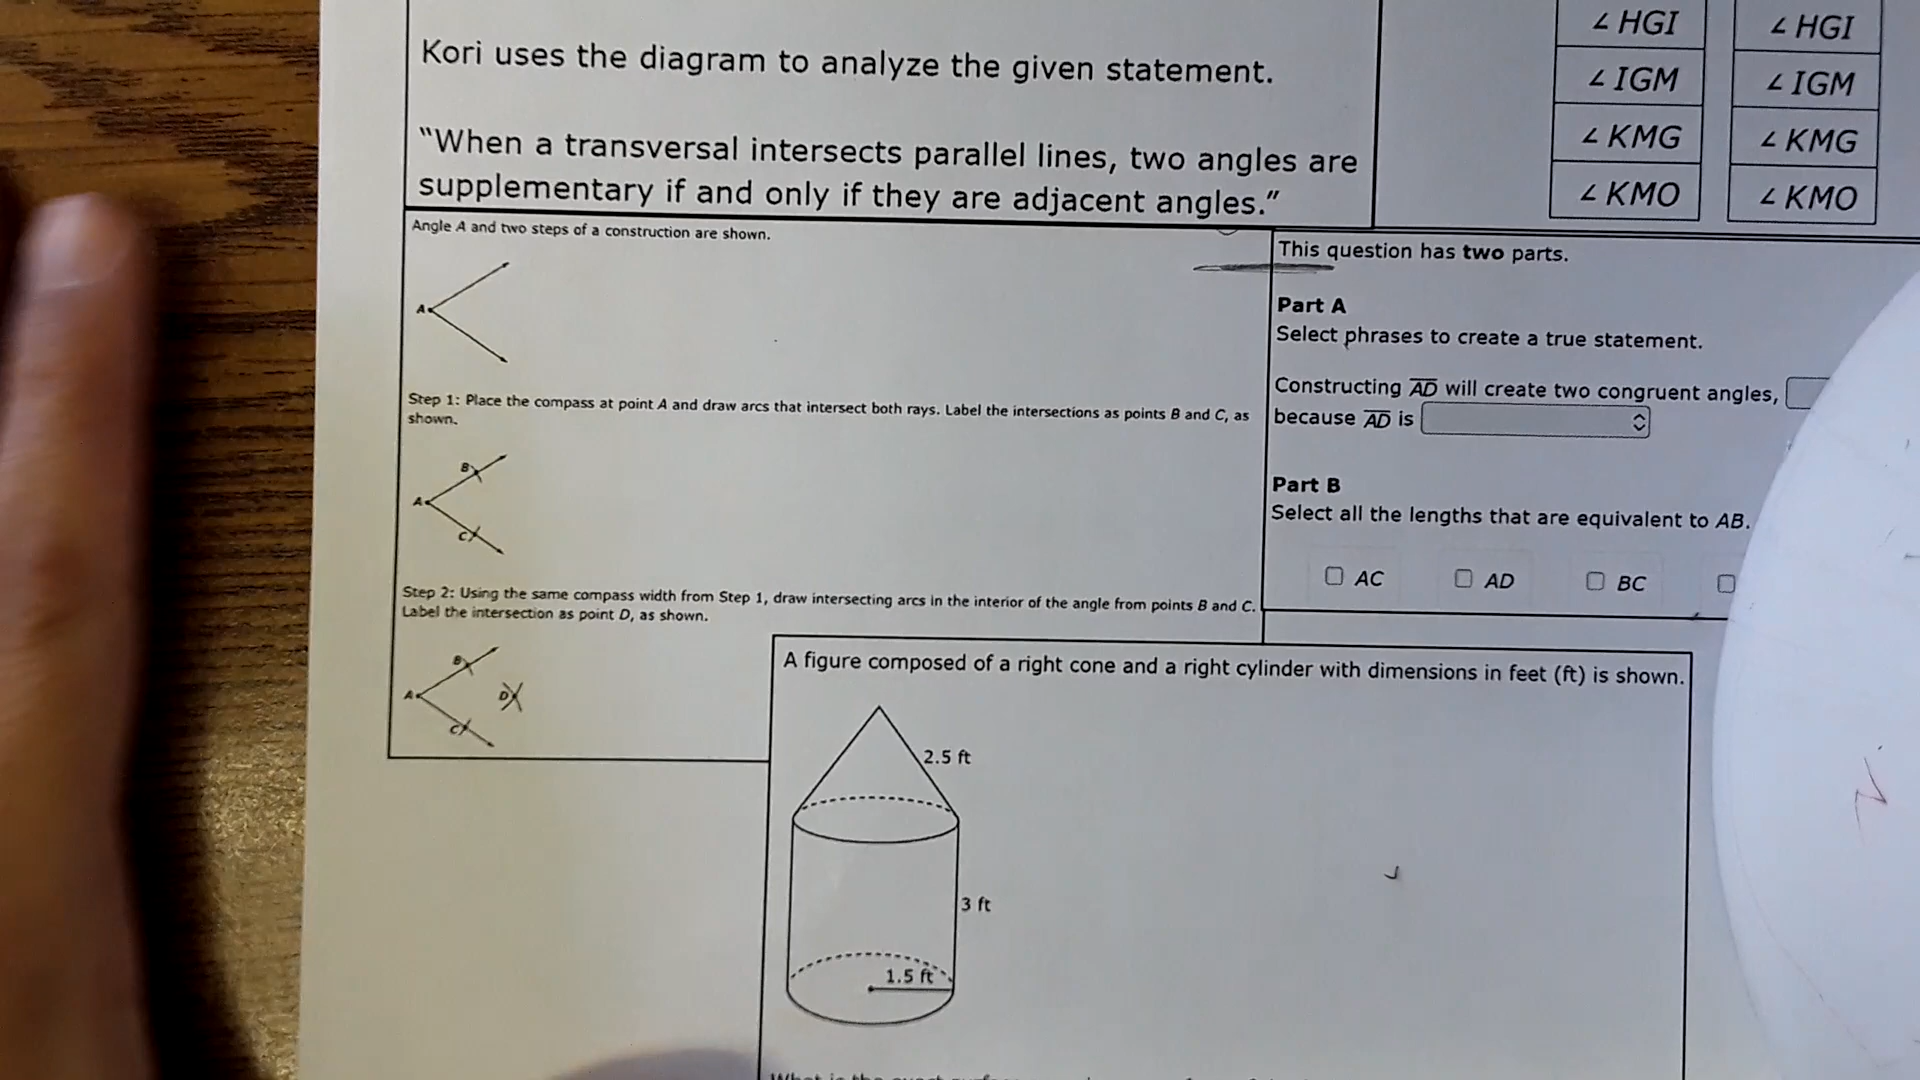 Kori uses the diagram to analyze the given statement.
"When a transversal intersects parallel lines, two angles are
supplementary if and only if they are adjacent angles."
∠ HGI ∠ HGI
∠ IGM ∠ IGM
∠ KMG ∠ KMG
∠ KMO ∠ KMO
Angle A and two steps of a construction are shown.
A
Step 1: Place the compass at point A and draw arcs that intersect both rays. Label the intersections as points B and C, as
shown.
B
A
C
Step 2: Using the same compass width from Step 1, draw intersecting arcs in the interior of the angle from points B and C.
Label the intersection as point D, as shown.
B
A
D
C
This question has two parts.
Part A
Select phrases to create a true statement.
Constructing A̅D̅ will create two congruent angles,
because A̅D̅ is
Part B
Select all the lengths that are equivalent to AB.
AC AD BC
A figure composed of a right cone and a right cylinder with dimensions in feet (ft) is shown.
2.5 ft
3 ft
1.5 ft